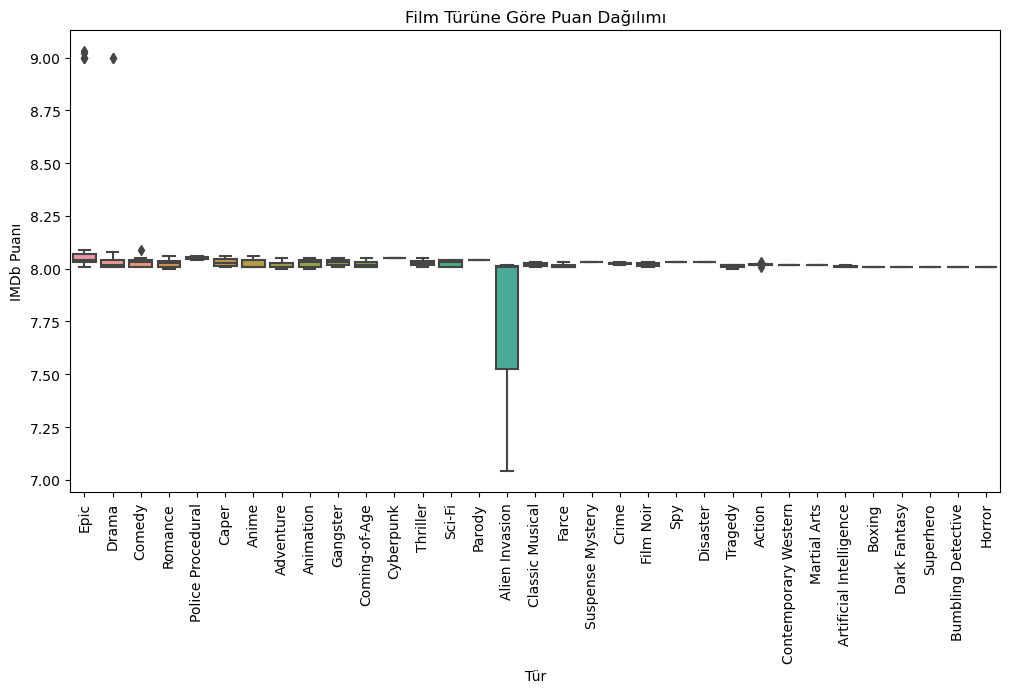 Film Türüne Göre Puan Dağılımı
IMDb Puanı
9.00
8.75
8.50
8.25
8.00
7.75
7.50
7.25
7.00
Epic
Drama
Comedy
Romance
Police Procedural
Caper
Anime
Adventure
Animation
Gangster
Coming-of-Age
Cyberpunk
Thriller
Sci-Fi
Parody
Alien Invasion
Classic Musical
Farce
Suspense Mystery
Crime
Film Noir
Spy
Disaster
Tragedy
Action
Contemporary Western
Martial Arts
Artificial Intelligence
Boxing
Dark Fantasy
Superhero
Bumbling Detective
Horror
Tür